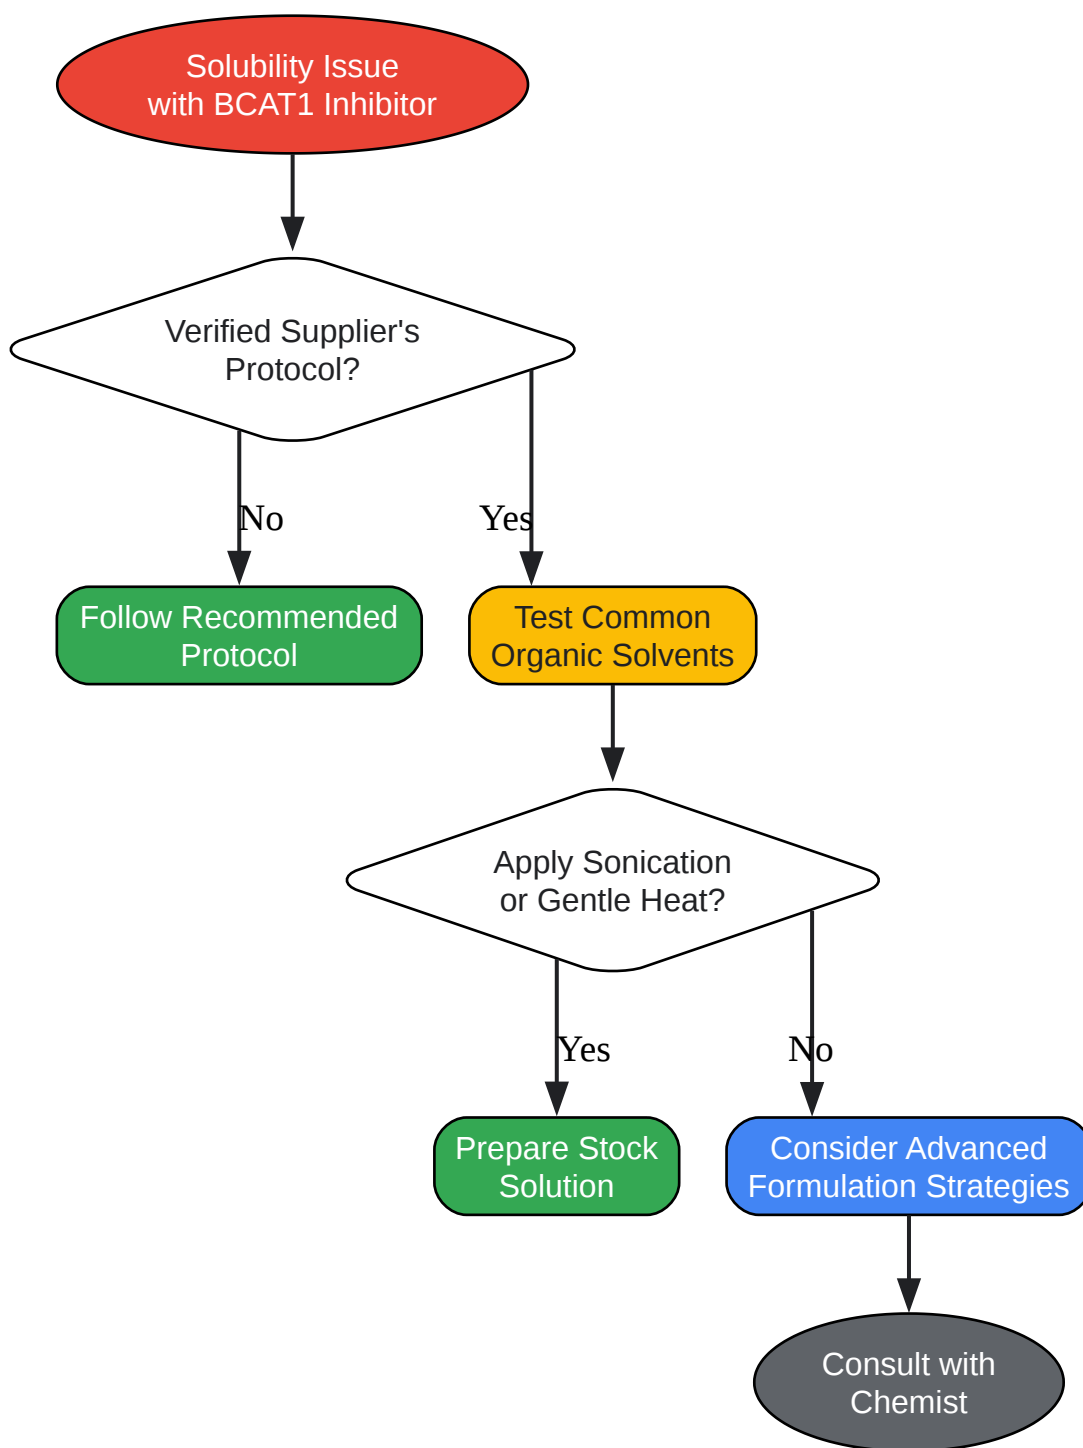 Solubility Issue
with BCAT1 Inhibitor
Verified Supplier's
Protocol?
No
Yes
Follow Recommended
Protocol
Test Common
Organic Solvents
Apply Sonication
or Gentle Heat?
Yes
No
Prepare Stock
Solution
Consider Advanced
Formulation Strategies
Consult with
Chemist